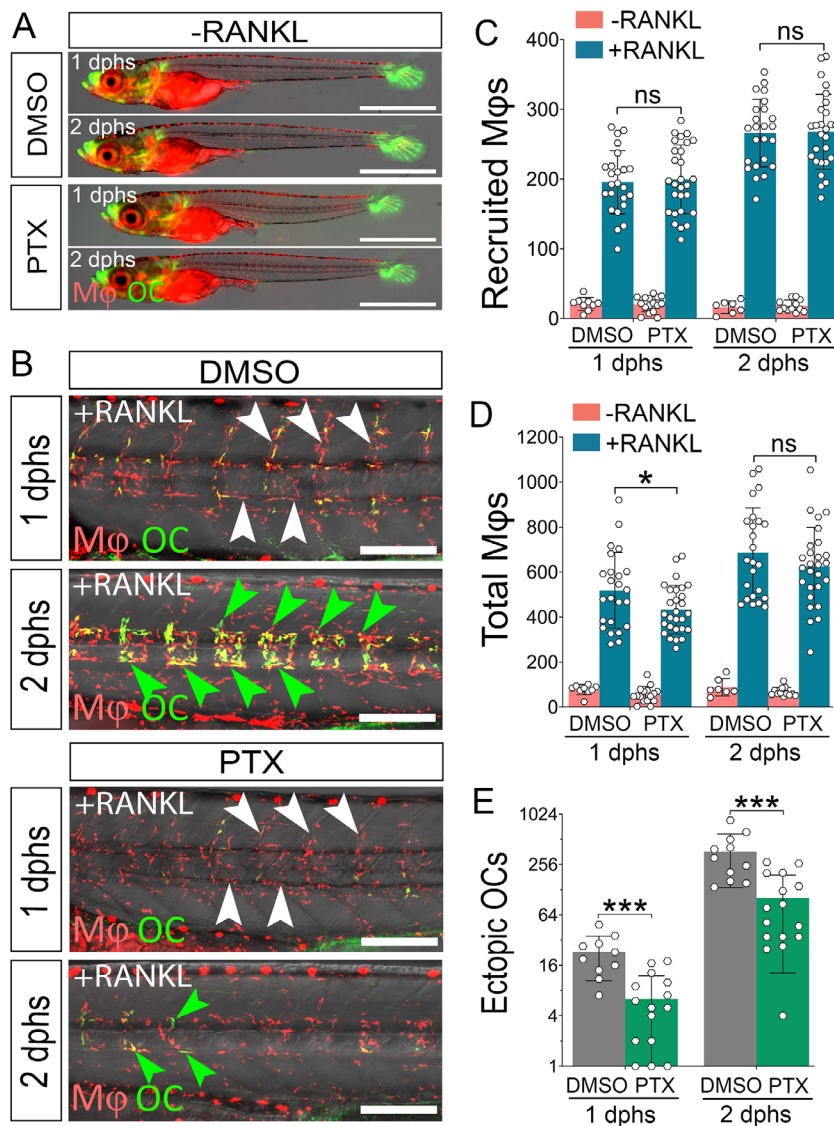 A
-RANKL
DMSO
1 dphs
2 dphs
PTX
1 dphs
2 dphs
Mφ OC
B
DMSO
1 dphs
+RANKL
Mφ OC
2 dphs
+RANKL
Mφ OC
PTX
1 dphs
+RANKL
Mφ OC
2 dphs
+RANKL
Mφ OC
C
-RANKL
+RANKL
Recruited Mφs
400
300
200
100
0
ns
ns
DMSO PTX DMSO PTX
1 dphs 2 dphs
D
-RANKL
+RANKL
Total Mφs
1200
1000
800
600
400
200
0
*
ns
DMSO PTX DMSO PTX
1 dphs 2 dphs
E
Ectopic OCs
1024
256
64
16
4
1
***
***
DMSO PTX DMSO PTX
1 dphs 2 dphs